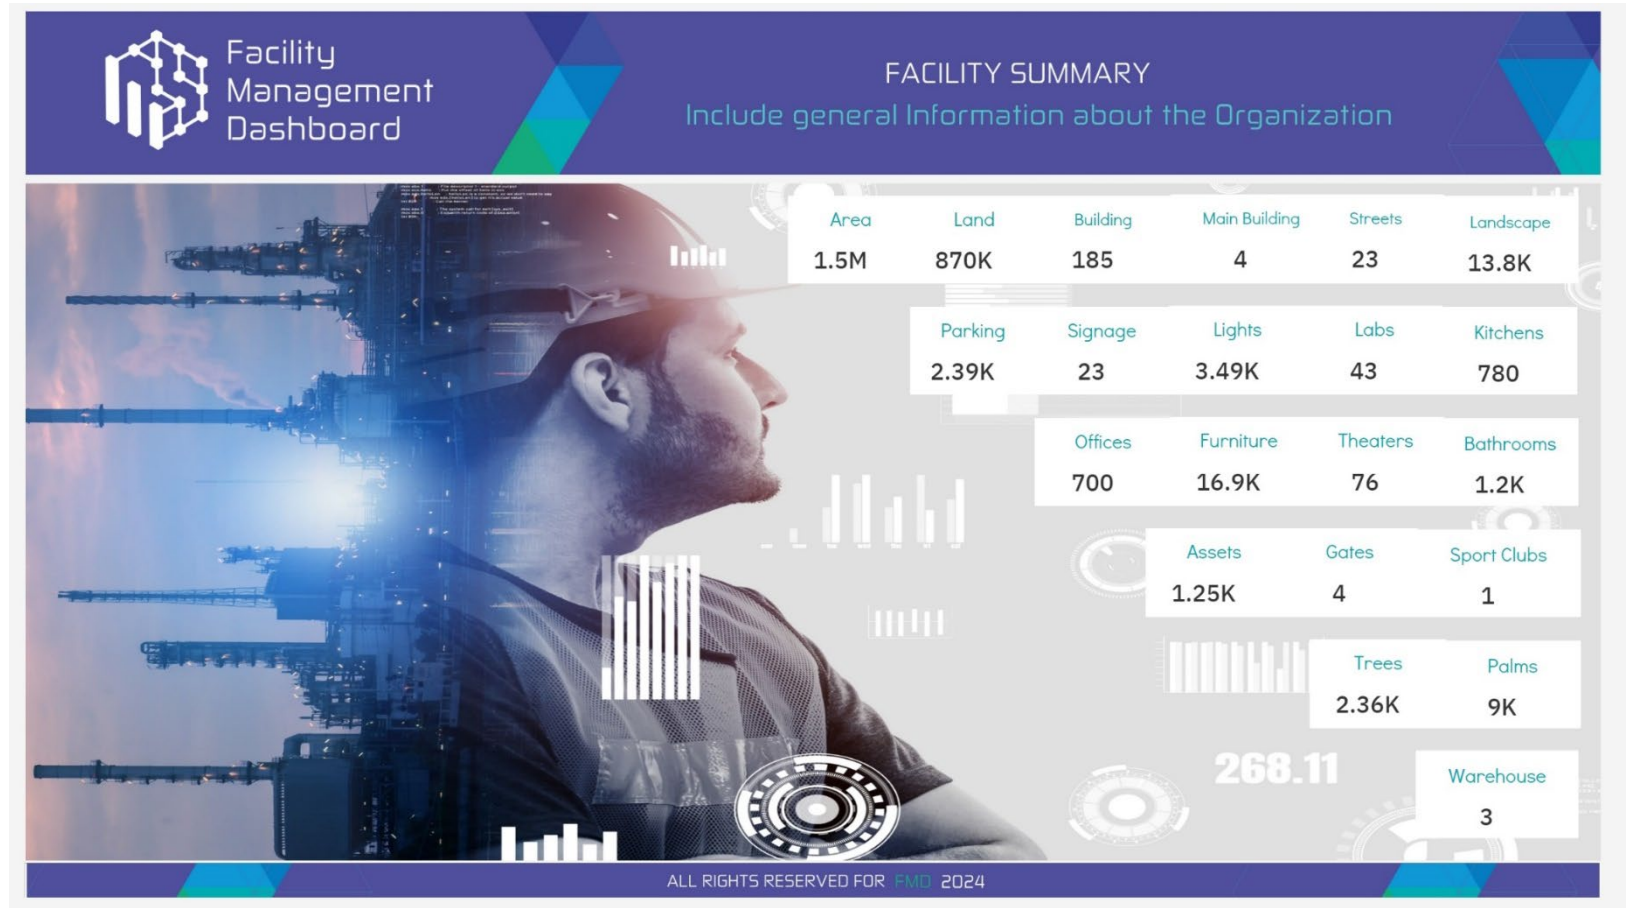 Facility
Management
Dashboard
FACILITY SUMMARY
Include general Information about the Organization
Area Land Building Main Building Streets Landscape
1.5M 870K 185 4 23 13.8K
Parking Signage Lights Labs Kitchens
2.39K 23 3.49K 43 780
Offices Furniture Theaters Bathrooms
700 16.9K 76 1.2K
Assets Gates Sport Clubs
1.25K 4 1
Trees Palms
2.36K 9K
268.11
Warehouse
3
ALL RIGHTS RESERVED FOR FMD 2024